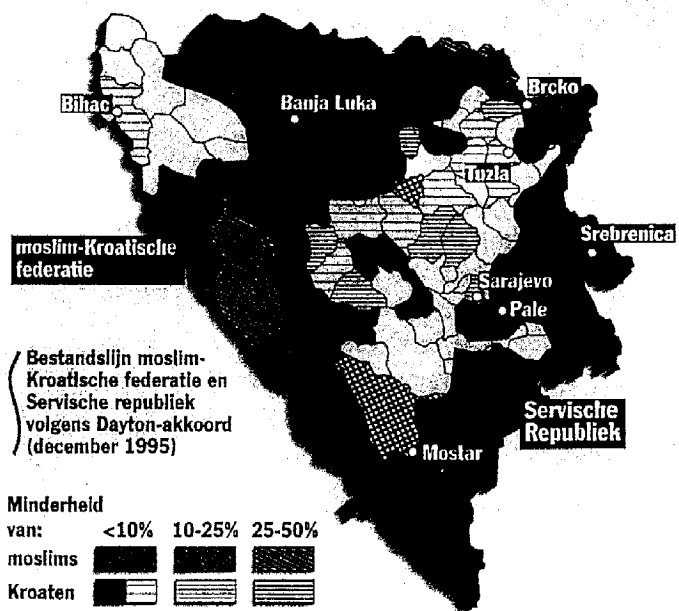 Bihac
Banja Luka
Brcko
Tuzla
moslim-Kroatische
federatie
Srebrenica
Sarajevo
Pale
Bestandslijn moslim-
Kroatische federatie en
Servische republiek
volgens Dayton-akkoord
(december 1995)
Servische
Republiek
Mostar
Minderheid
van: <10% 10-25% 25-50%
moslims
Kroaten